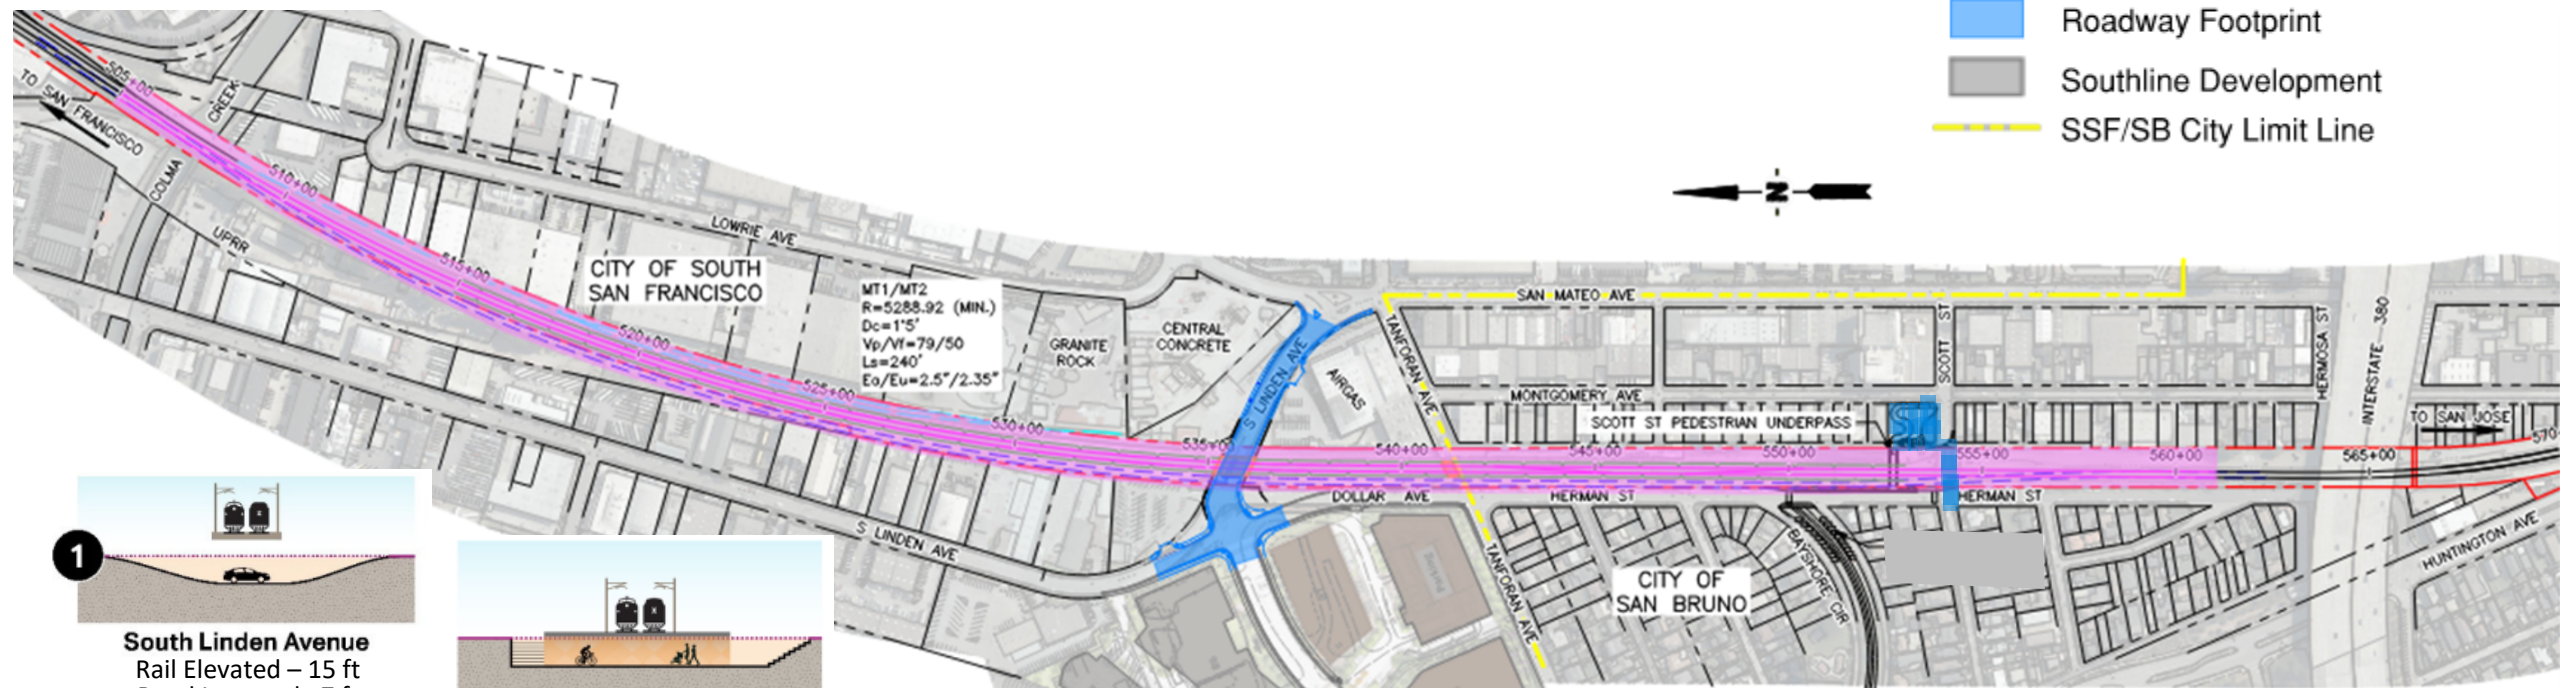 Roadway Footprint
Southline Development
SSF/SB City Limit Line
N
TO SAN FRANCISCO
505+00
COLMA
CREEK
510+00
UPRR
515+00
CITY OF SOUTH
SAN FRANCISCO
LOWRIE AVE
520+00
MT1/MT2
R=5288.92 (MIN.)
Dc=1°5'
Vp/Vf=79/50
Ls=240'
Ea/Eu=2.5"/2.35"
525+00
GRANITE
ROCK
530+00
CENTRAL
CONCRETE
535+00
S LINDEN AVE
AIRGAS
TANFORAN AVE
SAN MATEO AVE
MONTGOMERY AVE
SCOTT ST PEDESTRIAN UNDERPASS
SCOTT ST
HERMOSA ST
INTERSTATE 380
TO SAN JOSE
540+00
545+00
550+00
555+00
560+00
565+00
570
DOLLAR AVE
HERMAN ST
HERMAN ST
S LINDEN AVE
TANFORAN AVE
CITY OF
SAN BRUNO
BAYSHORE CIR
HUNTINGTON AVE
1
South Linden Avenue
Rail Elevated – 15 ft